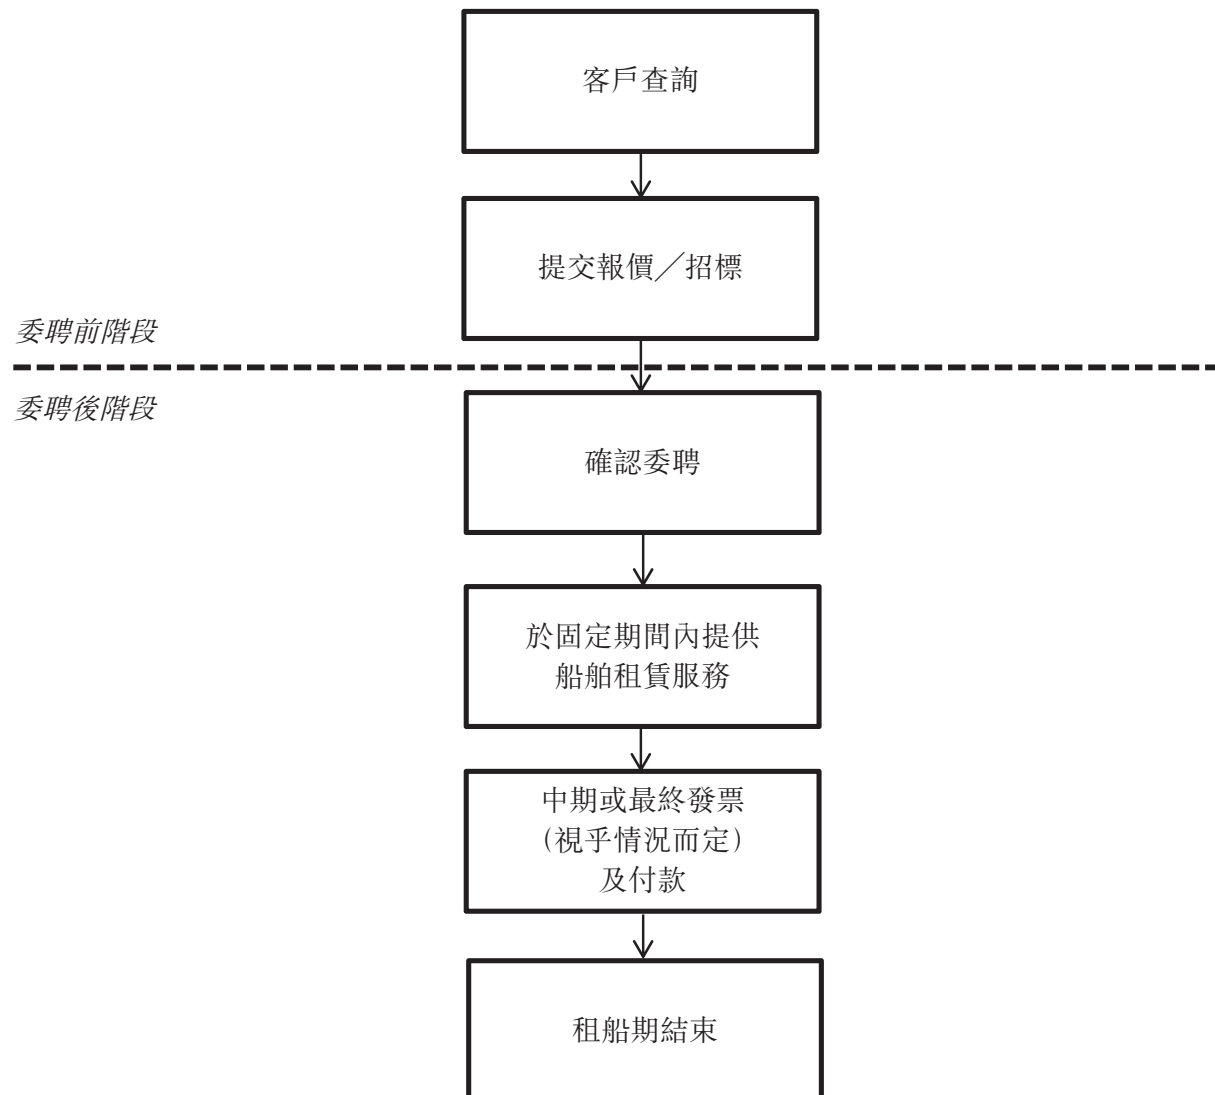 客戶查詢
提交報價／招標
委聘前階段
委聘後階段
確認委聘
於固定期間內提供
船舶租賃服務
中期或最終發票
(視乎情況而定)
及付款
租船期結束